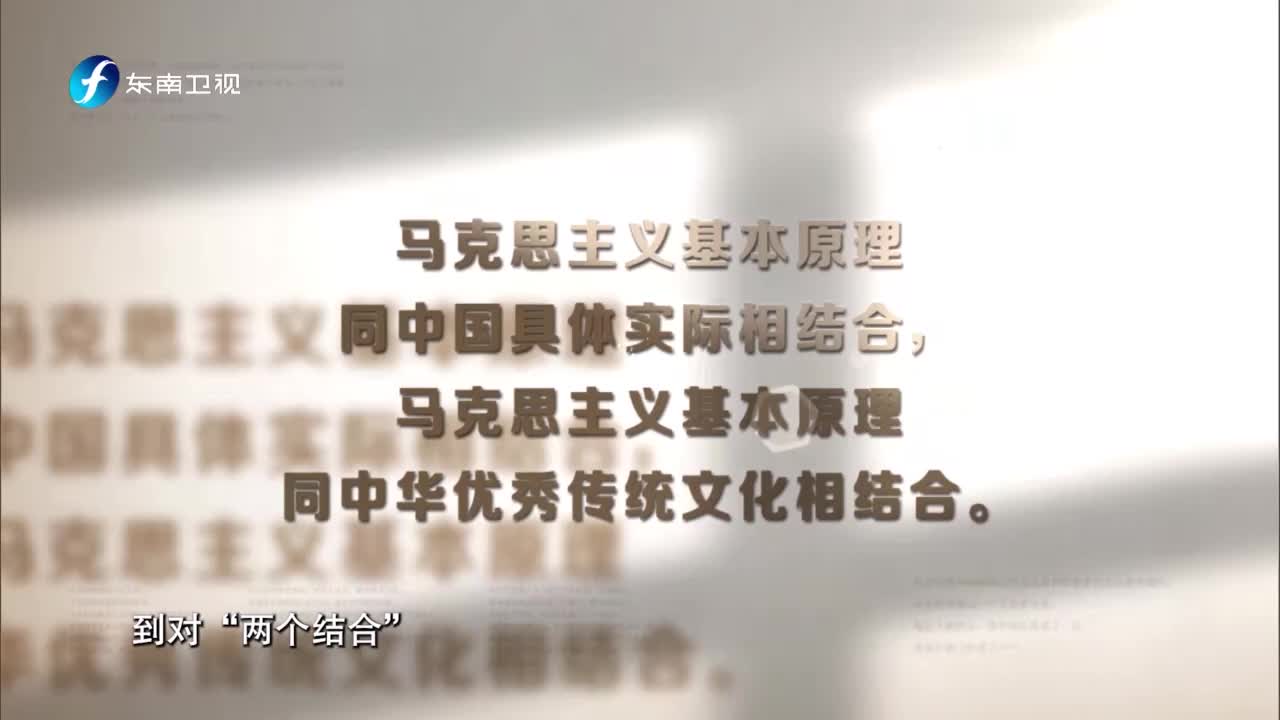 东南卫视
马克思主义基本原理
同中国具体实际相结合，
马克思主义基本原理
同中华优秀传统文化相结合。
到对“两个结合”